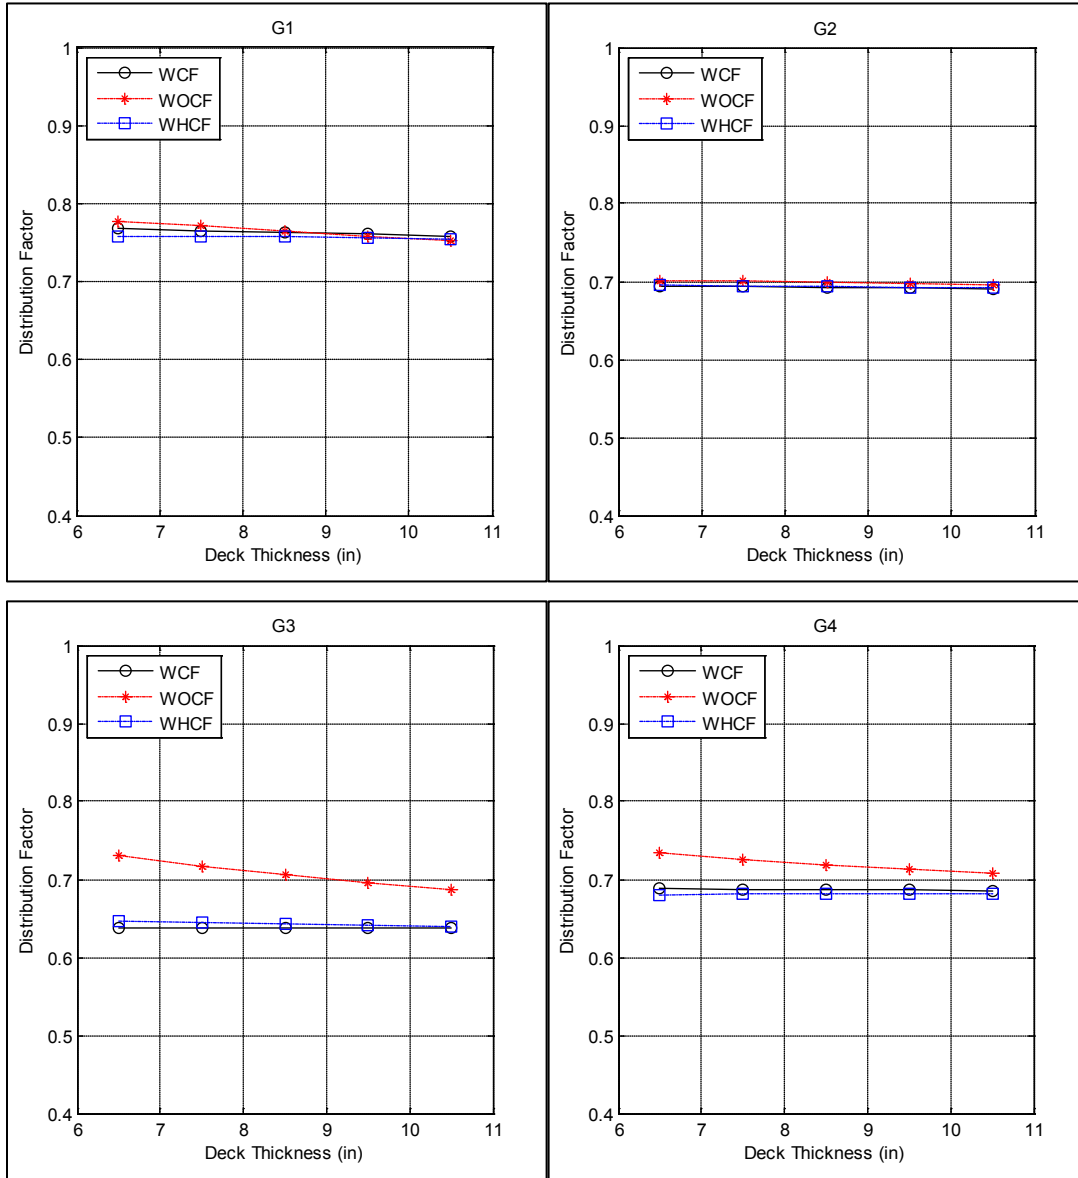 G1
1
0.9
0.8
0.7
0.6
0.5
0.4
6 7 8 9 10 11
Distribution Factor
Deck Thickness (in)
WCF
WOCF
WHCF
G2
1
0.9
0.8
0.7
0.6
0.5
0.4
6 7 8 9 10 11
Distribution Factor
Deck Thickness (in)
WCF
WOCF
WHCF
G3
1
0.9
0.8
0.7
0.6
0.5
0.4
6 7 8 9 10 11
Distribution Factor
Deck Thickness (in)
WCF
WOCF
WHCF
G4
1
0.9
0.8
0.7
0.6
0.5
0.4
6 7 8 9 10 11
Distribution Factor
Deck Thickness (in)
WCF
WOCF
WHCF